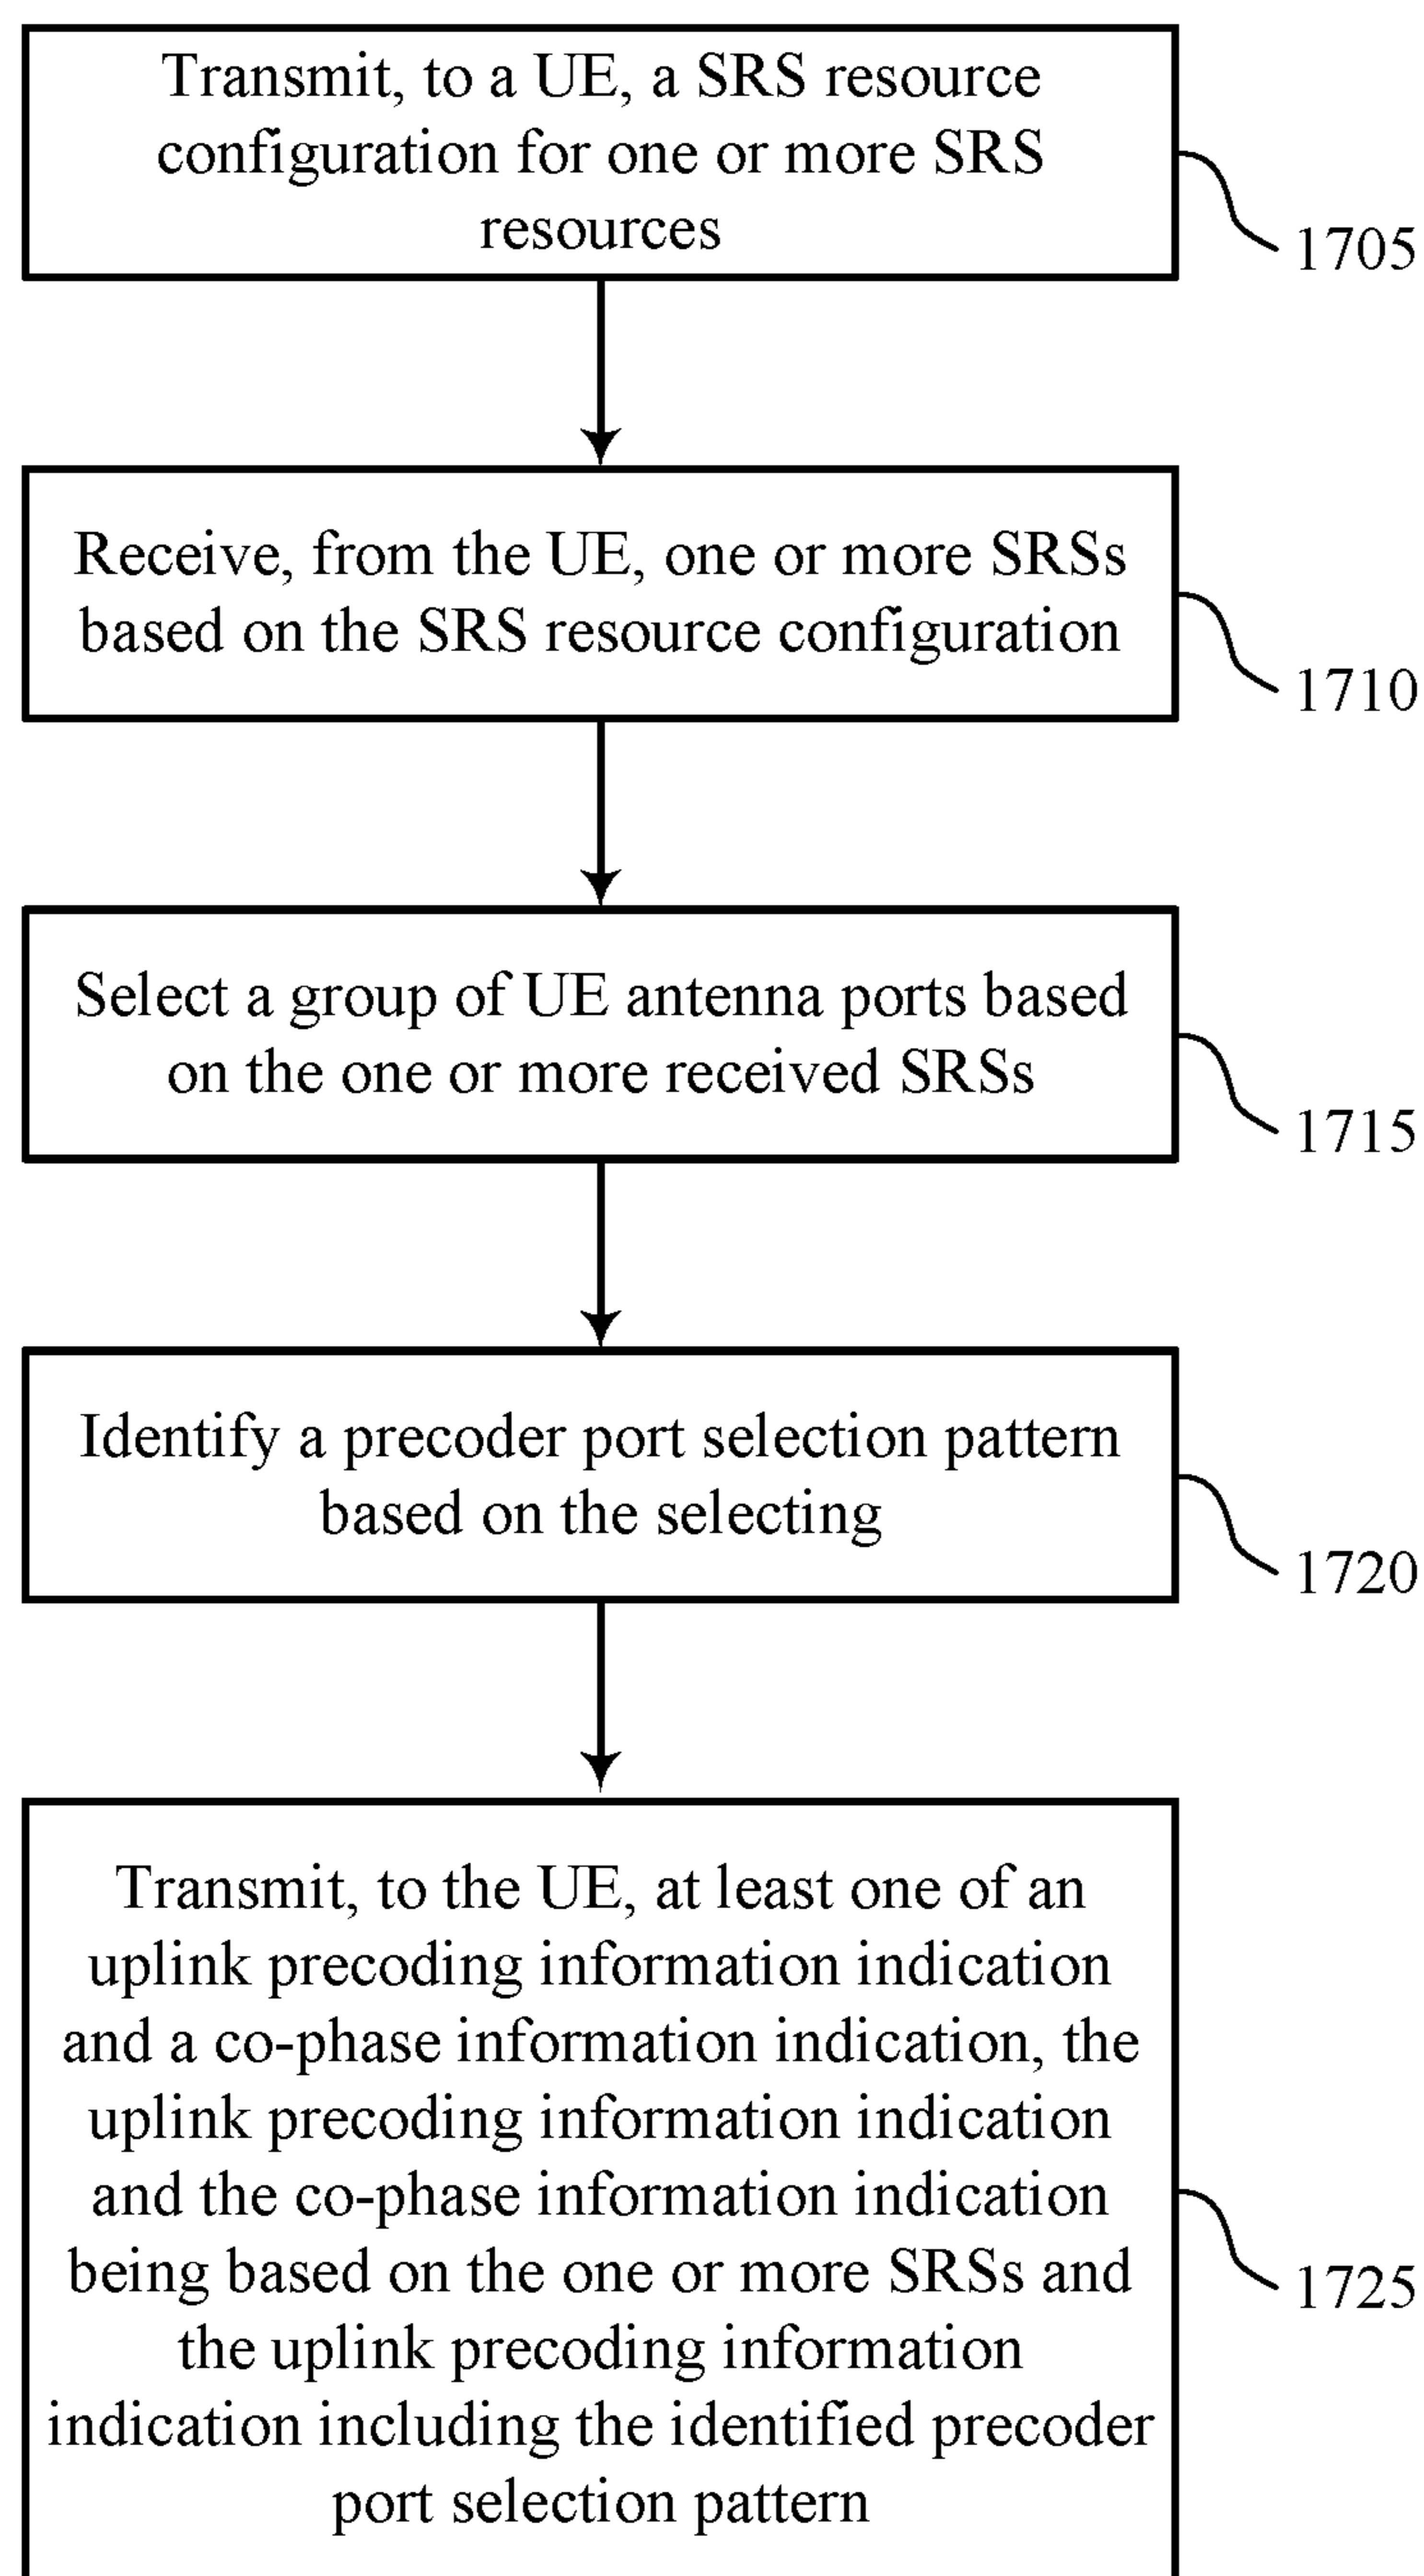 Transmit, to a UE, a SRS resource
configuration for one or more SRS
resources
1705
Receive, from the UE, one or more SRSs
based on the SRS resource configuration
1710
Select a group of UE antenna ports based
on the one or more received SRSs
1715
Identify a precoder port selection pattern
based on the selecting
1720
Transmit, to the UE, at least one of an
uplink precoding information indication
and a co-phase information indication, the
uplink precoding information indication
and the co-phase information indication
being based on the one or more SRSs and
the uplink precoding information
indication including the identified precoder
port selection pattern
1725